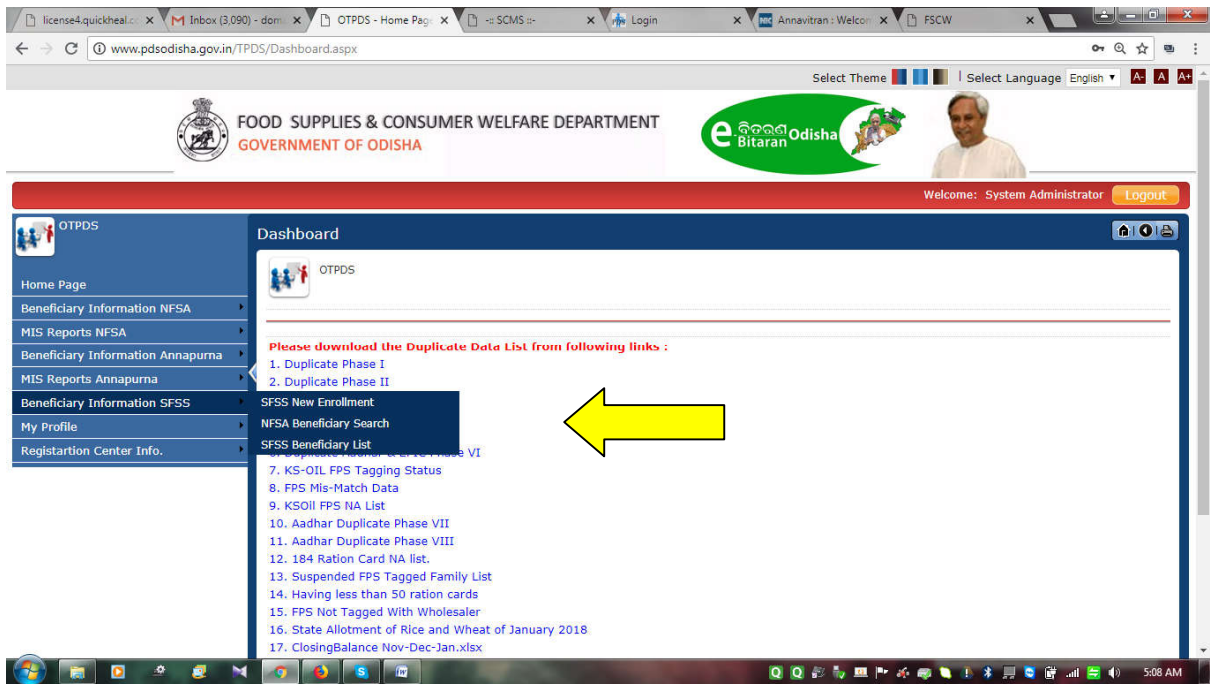 license4.quickheal.c
Inbox (3,090) - dom
OTPDS - Home Pag
-:: SCMS ::-
Login
Annavitran : Welcom
FSCW
www.pdsodisha.gov.in/TPDS/Dashboard.aspx
Select Theme | Select Language English A- A A+
FOOD SUPPLIES & CONSUMER WELFARE DEPARTMENT
GOVERNMENT OF ODISHA
e-ବିତରଣ Odisha
Bitaran
Welcome: System Administrator Logout
OTPDS
Home Page
Beneficiary Information NFSA
MIS Reports NFSA
Beneficiary Information Annapurna
MIS Reports Annapurna
Beneficiary Information SFSS
My Profile
Registartion Center Info.
SFSS New Enrollment
NFSA Beneficiary Search
SFSS Beneficiary List
Dashboard
OTPDS
Please download the Duplicate Data List from following links :
1. Duplicate Phase I
2. Duplicate Phase II
Phase VI
7. KS-OIL FPS Tagging Status
8. FPS Mis-Match Data
9. KSOil FPS NA List
10. Aadhar Duplicate Phase VII
11. Aadhar Duplicate Phase VIII
12. 184 Ration Card NA list.
13. Suspended FPS Tagged Family List
14. Having less than 50 ration cards
15. FPS Not Tagged With Wholesaler
16. State Allotment of Rice and Wheat of January 2018
17. ClosingBalance Nov-Dec-Jan.xlsx
5:08 AM